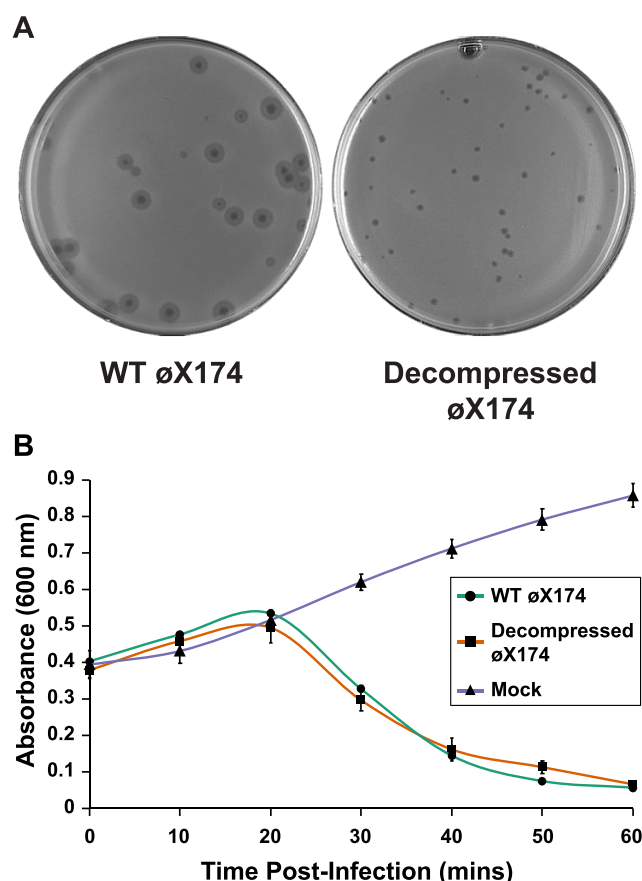 A
WT øX174
Decompressed
øX174
B
0.9
0.8
0.7
0.6
0.5
0.4
0.3
0.2
0.1
0
Absorbance (600 nm)
WT øX174
Decompressed
øX174
Mock
0 10 20 30 40 50 60
Time Post-Infection (mins)